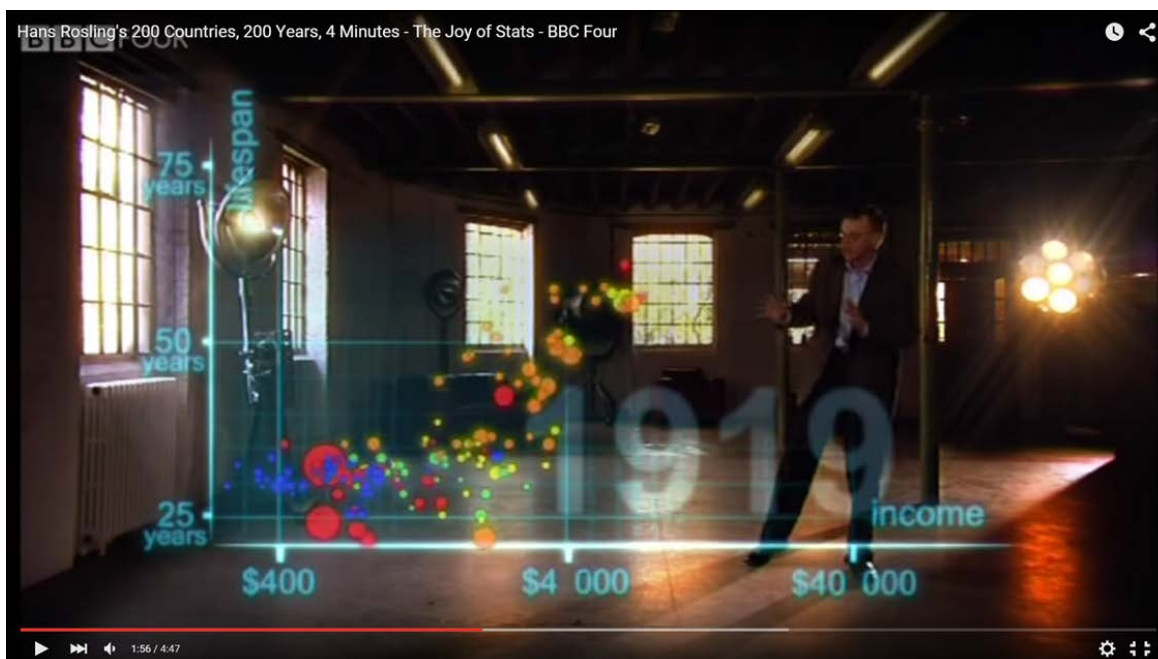 Hans Rosling's 200 Countries, 200 Years, 4 Minutes - The Joy of Stats - BBC Four
BBC FOUR
lifespan
75
years
50
years
25
years
1919
income
$400
$4 000
$40 000
1:56 / 4:47